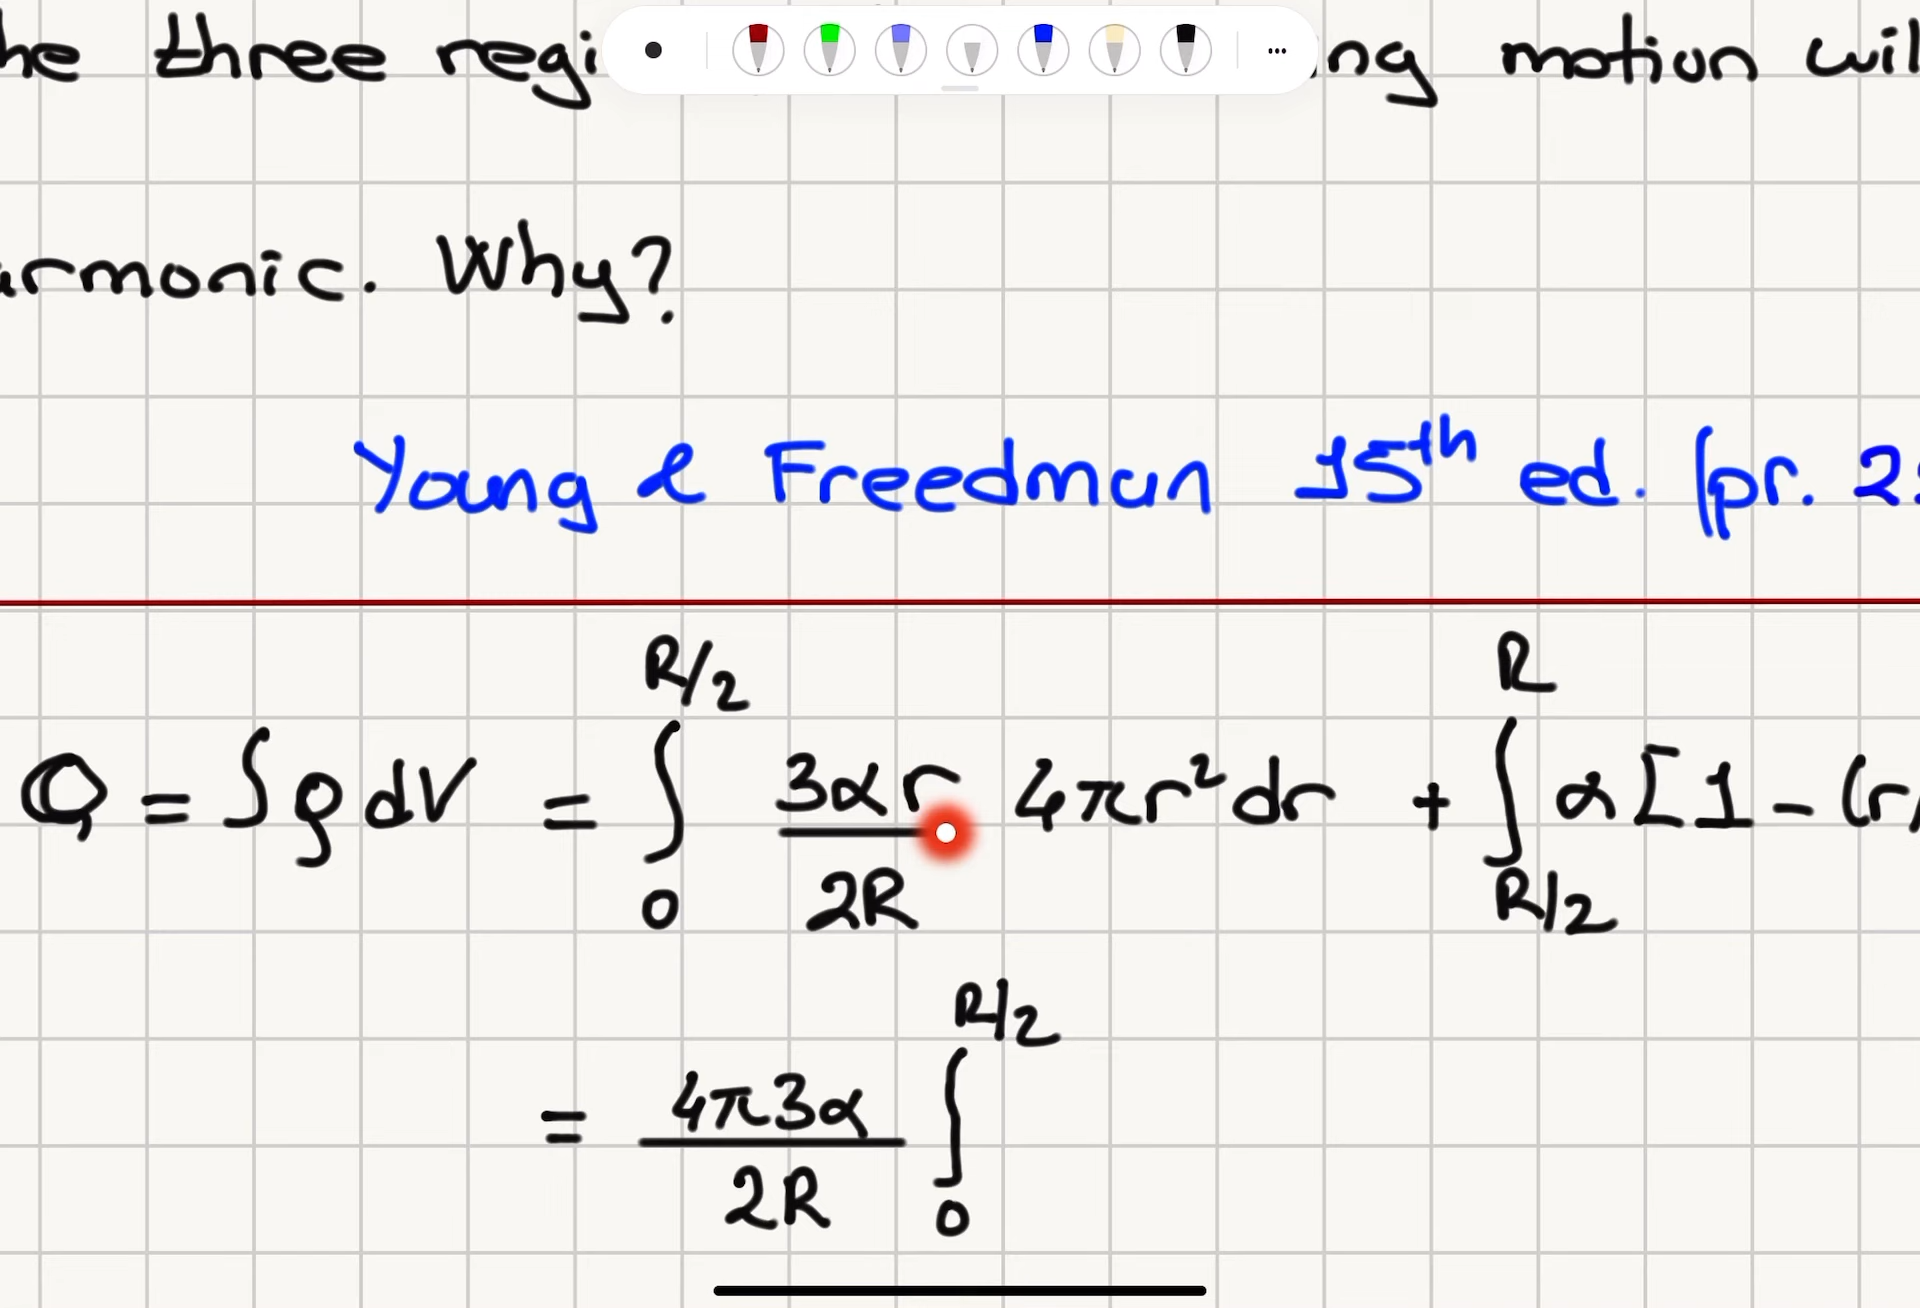 he three regi ng motion wil
armonic. Why?
Young & Freedman 15th ed. (pr. 2
Q = ∫ρdV = ∫₀^{R/2} 3αr/2R 4πr²dr + ∫_{R/2}^{R} α[1 - (r/
= 4π3α/2R ∫₀^{R/2}